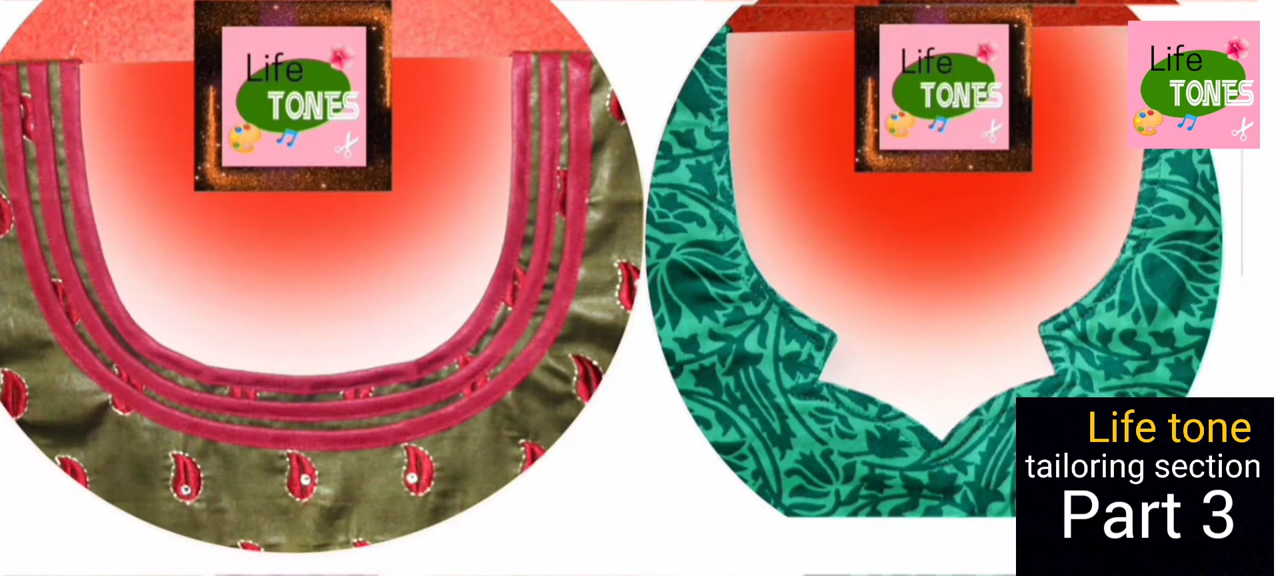 Life
TONES
Life
TONES
Life
TONES
Life tone
tailoring section
Part 3